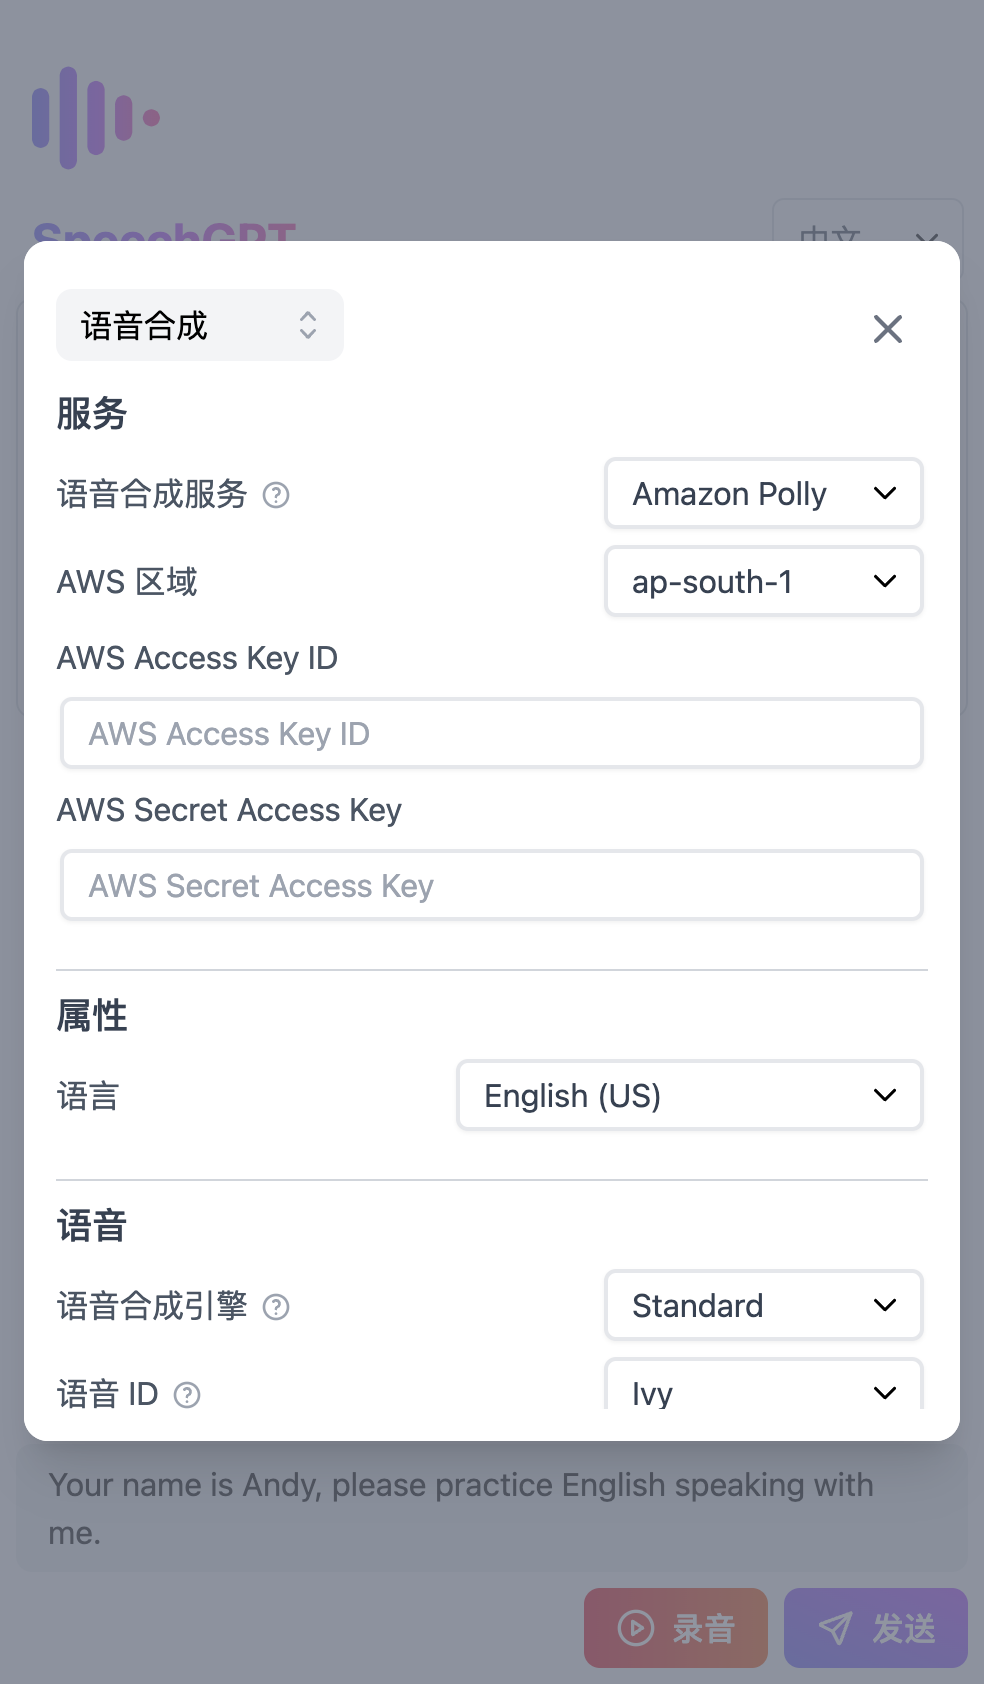 SpeechGPT
中文
语音合成
服务
语音合成服务
Amazon Polly
AWS 区域
ap-south-1
AWS Access Key ID
AWS Access Key ID
AWS Secret Access Key
AWS Secret Access Key
属性
语言
English (US)
语音
语音合成引擎
Standard
语音 ID
Ivy
Your name is Andy, please practice English speaking with
me.
录音
发送